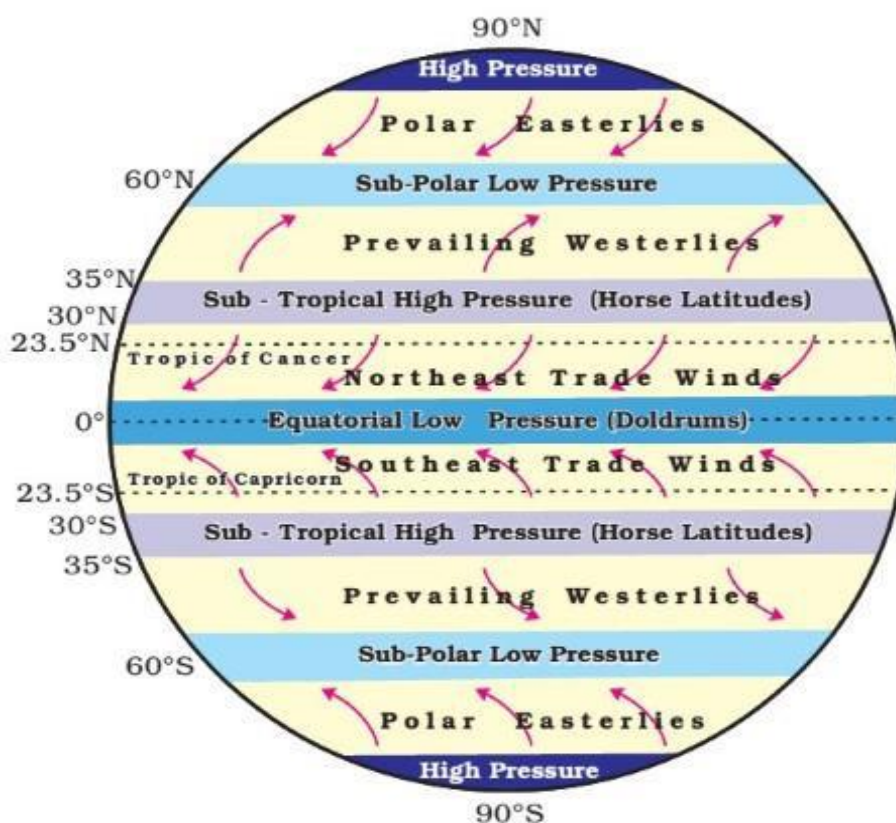 90°N
High Pressure
Polar Easterlies
60°N
Sub-Polar Low Pressure
Prevailing Westerlies
35°N
Sub - Tropical High Pressure (Horse Latitudes)
30°N
23.5°N
Tropic of Cancer
Northeast Trade Winds
0°
Equatorial Low Pressure (Doldrums)
Southeast Trade Winds
Tropic of Capricorn
23.5°S
30°S
Sub - Tropical High Pressure (Horse Latitudes)
35°S
Prevailing Westerlies
60°S
Sub-Polar Low Pressure
Polar Easterlies
High Pressure
90°S